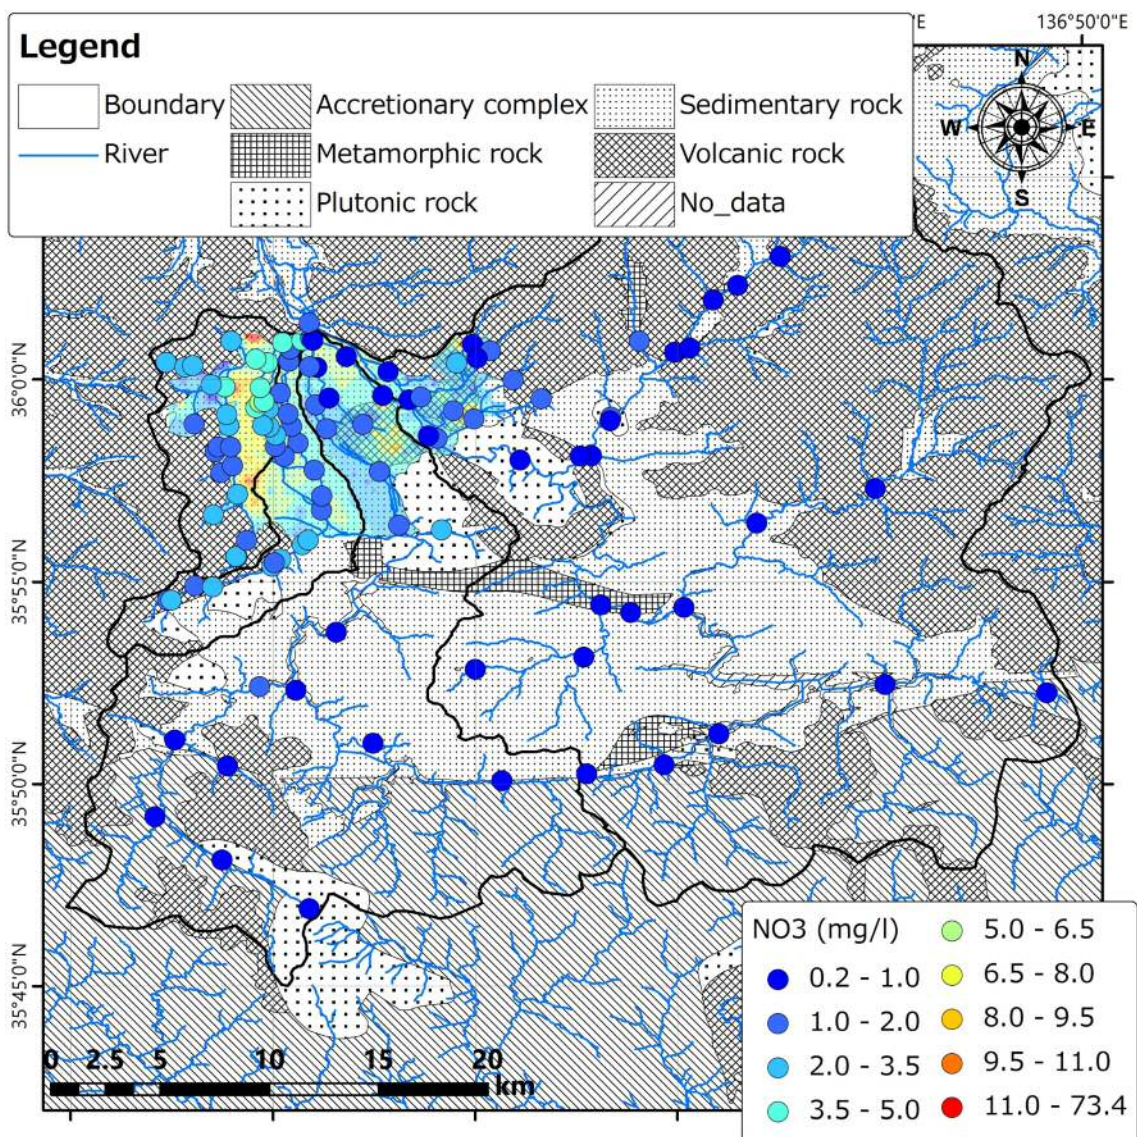 'E
136°50'0"E
Legend
Boundary
Accretionary complex
Sedimentary rock
River
Metamorphic rock
Volcanic rock
Plutonic rock
No_data
N
W
E
S
36°0'0"N
35°55'0"N
35°50'0"N
35°45'0"N
NO3 (mg/l)
0.2 - 1.0
1.0 - 2.0
2.0 - 3.5
3.5 - 5.0
5.0 - 6.5
6.5 - 8.0
8.0 - 9.5
9.5 - 11.0
11.0 - 73.4
0 2.5 5 10 15 20
km